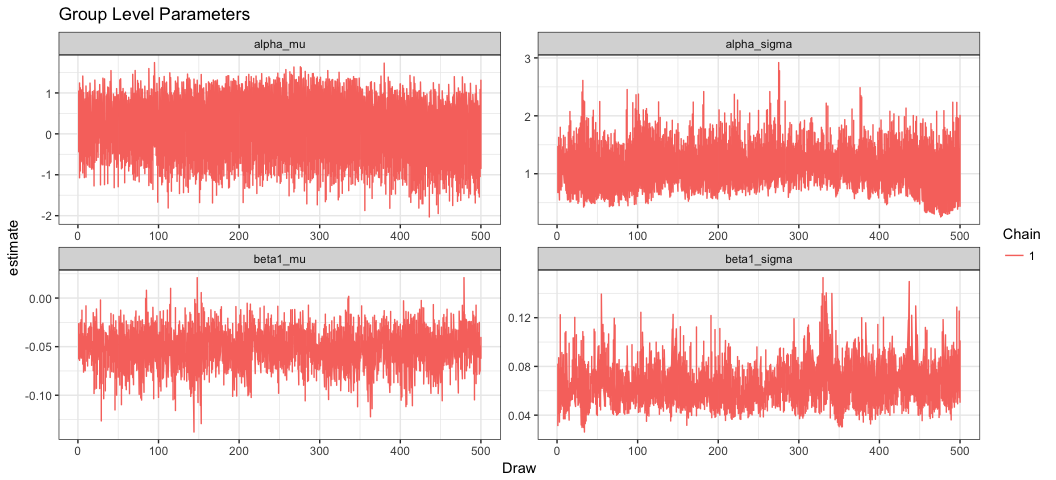 Group Level Parameters
alpha_mu
alpha_sigma
1
0
-1
-2
0 100 200 300 400 500
3
2
1
0 100 200 300 400 500
beta1_mu
beta1_sigma
0.00
-0.05
-0.10
0 100 200 300 400 500
0.12
0.08
0.04
0 100 200 300 400 500
estimate
Draw
Chain
1